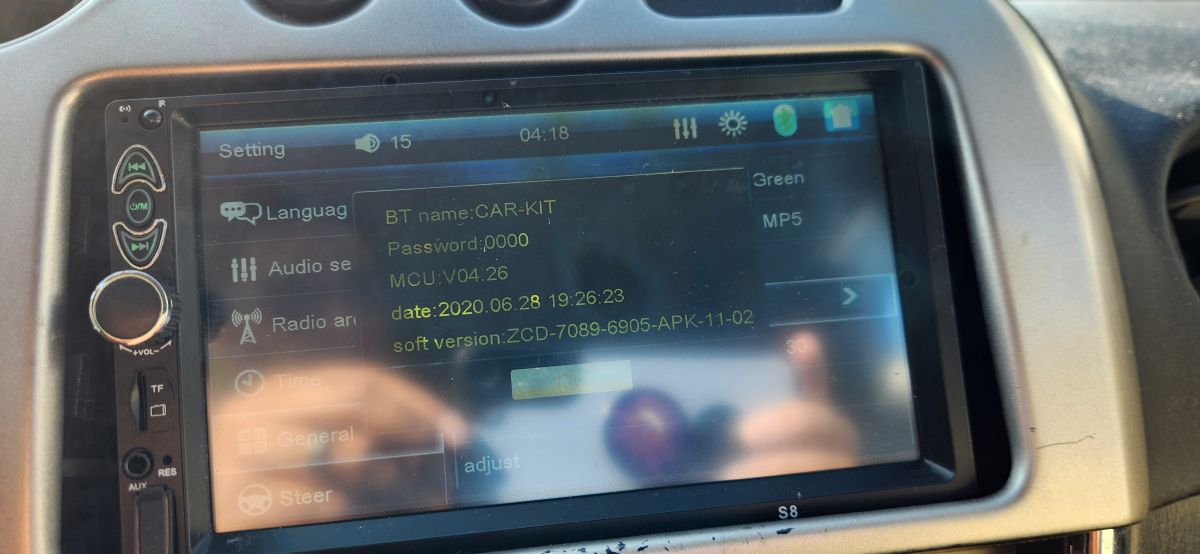 IR
Setting
15
04:18
Languag
Audio se
Radio are
Time
General
Steer
BT name:CAR-KIT
Password:0000
MCU:V04.26
date:2020.06.28 19:26:23
soft version:ZCD-7089-6905-APK-11-02
Green
MP5
30
adjust
⏻/M
+VOL-
TF
RES
AUX
S8